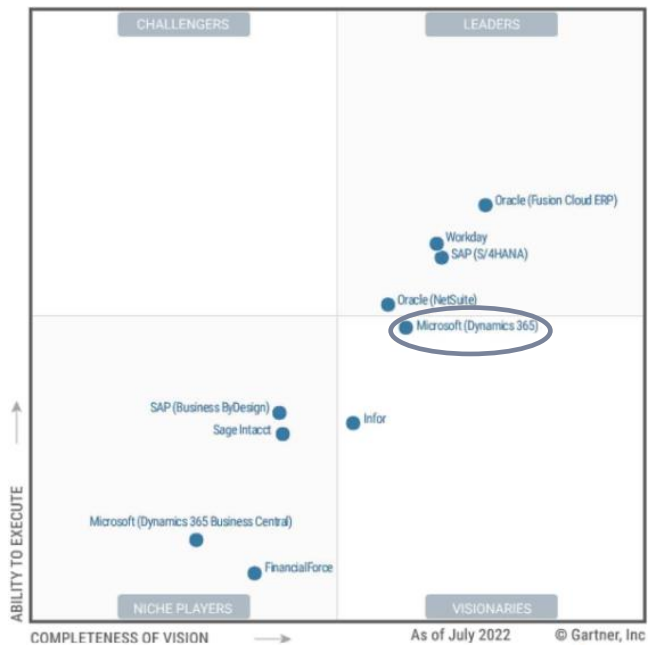 CHALLENGERS
LEADERS
Oracle (Fusion Cloud ERP)
Workday
SAP (S/4HANA)
Oracle (NetSuite)
Microsoft (Dynamics 365)
SAP (Business ByDesign)
Infor
Sage Intacct
Microsoft (Dynamics 365 Business Central)
FinancialForce
NICHE PLAYERS
VISIONARIES
ABILITY TO EXECUTE
COMPLETENESS OF VISION
As of July 2022
© Gartner, Inc